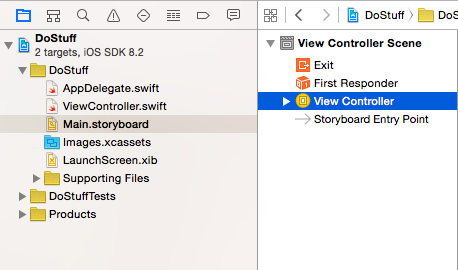 DoStuff
2 targets, iOS SDK 8.2
DoStuff
AppDelegate.swift
ViewController.swift
Main.storyboard
Images.xcassets
LaunchScreen.xib
Supporting Files
DoStuffTests
Products
DoStuff
DoS
View Controller Scene
Exit
First Responder
View Controller
Storyboard Entry Point